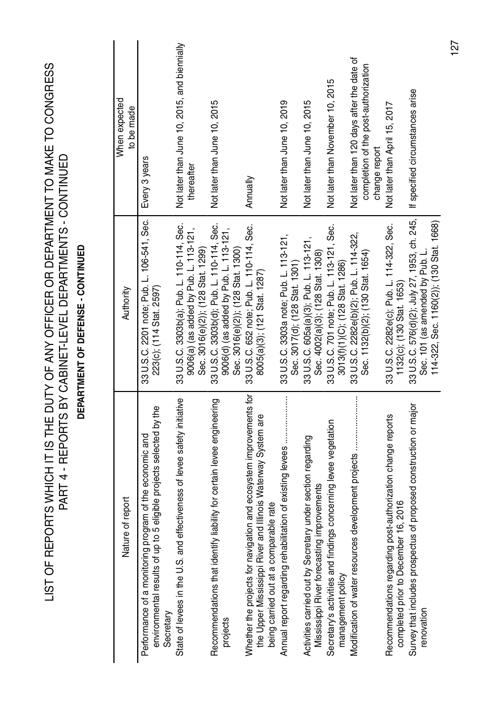 LIST OF REPORTS WHICH IT IS THE DUTY OF ANY OFFICER OR DEPARTMENT TO MAKE TO CONGRESS
PART 4 - REPORTS BY CABINET-LEVEL DEPARTMENTS - CONTINUED
DEPARTMENT OF DEFENSE - CONTINUED
Nature of report
Authority
When expected
to be made
Performance of a monitoring program of the economic and
environmental results of up to 5 eligible projects selected by the
Secretary
33 U.S.C. 2201 note; Pub. L. 106-541, Sec.
223(c); (114 Stat. 2597)
Every 3 years
State of levees in the U.S. and effectiveness of levee safety initiative
33 U.S.C. 3303b(a); Pub. L. 110-114, Sec.
9006(a) (as added by Pub. L. 113-121,
Sec. 3016(e)(2)); (128 Stat. 1299)
Not later than June 10, 2015, and biennially
thereafter
Recommendations that identify liability for certain levee engineering
projects
33 U.S.C. 3303b(d); Pub. L. 110-114, Sec.
9006(d) (as added by Pub. L. 113-121,
Sec. 3016(e)(2)); (128 Stat. 1300)
Not later than June 10, 2015
Whether the projects for navigation and ecosystem improvements for
the Upper Mississippi River and Illinois Waterway System are
being carried out at a comparable rate
33 U.S.C. 652 note; Pub. L. 110-114, Sec.
8005(a)(3); (121 Stat. 1287)
Annually
Annual report regarding rehabilitation of existing levees ....................
33 U.S.C. 3303a note; Pub. L. 113-121,
Sec. 3017(d); (128 Stat. 1301)
Not later than June 10, 2019
Activities carried out by Secretary under section regarding
Mississippi River forecasting improvements
33 U.S.C. 605a(a)(3); Pub. L. 113-121,
Sec. 4002(a)(3); (128 Stat. 1308)
Not later than June 10, 2015
Secretary's activities and findings concerning levee vegetation
management policy
33 U.S.C. 701 note; Pub. L. 113-121, Sec.
3013(f)(1)(C); (128 Stat. 1286)
Not later than November 10, 2015
Modification of water resources development projects ......................
33 U.S.C. 2282e(b)(2); Pub. L. 114-322,
Sec. 1132(b)(2); (130 Stat. 1654)
Not later than 120 days after the date of
completion of the post-authorization
change report
Recommendations regarding post-authorization change reports
completed prior to December 16, 2016
33 U.S.C. 2282e(c); Pub. L. 114-322, Sec.
1132(c); (130 Stat. 1653)
Not later than April 15, 2017
Survey that includes prospectus of proposed construction or major
renovation
33 U.S.C. 576(d)(2); July 27, 1953, ch. 245,
Sec. 101 (as amended by Pub. L.
114-322, Sec. 1160(2)); (130 Stat. 1668)
If specified circumstances arise
127